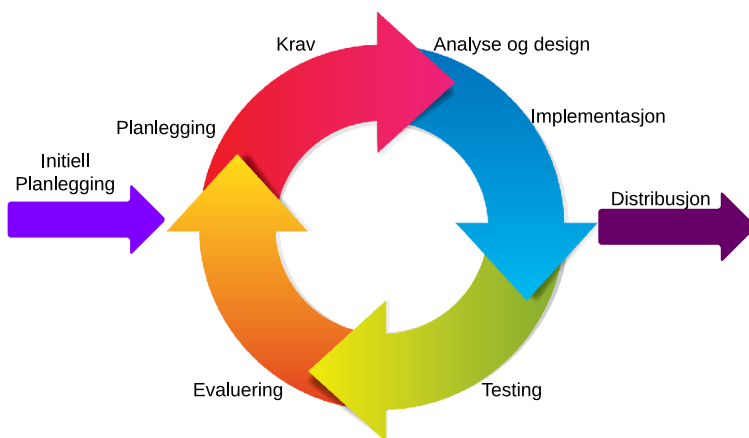 Krav
Analyse og design
Planlegging
Implementasjon
Initiell
Planlegging
Distribusjon
Evaluering
Testing